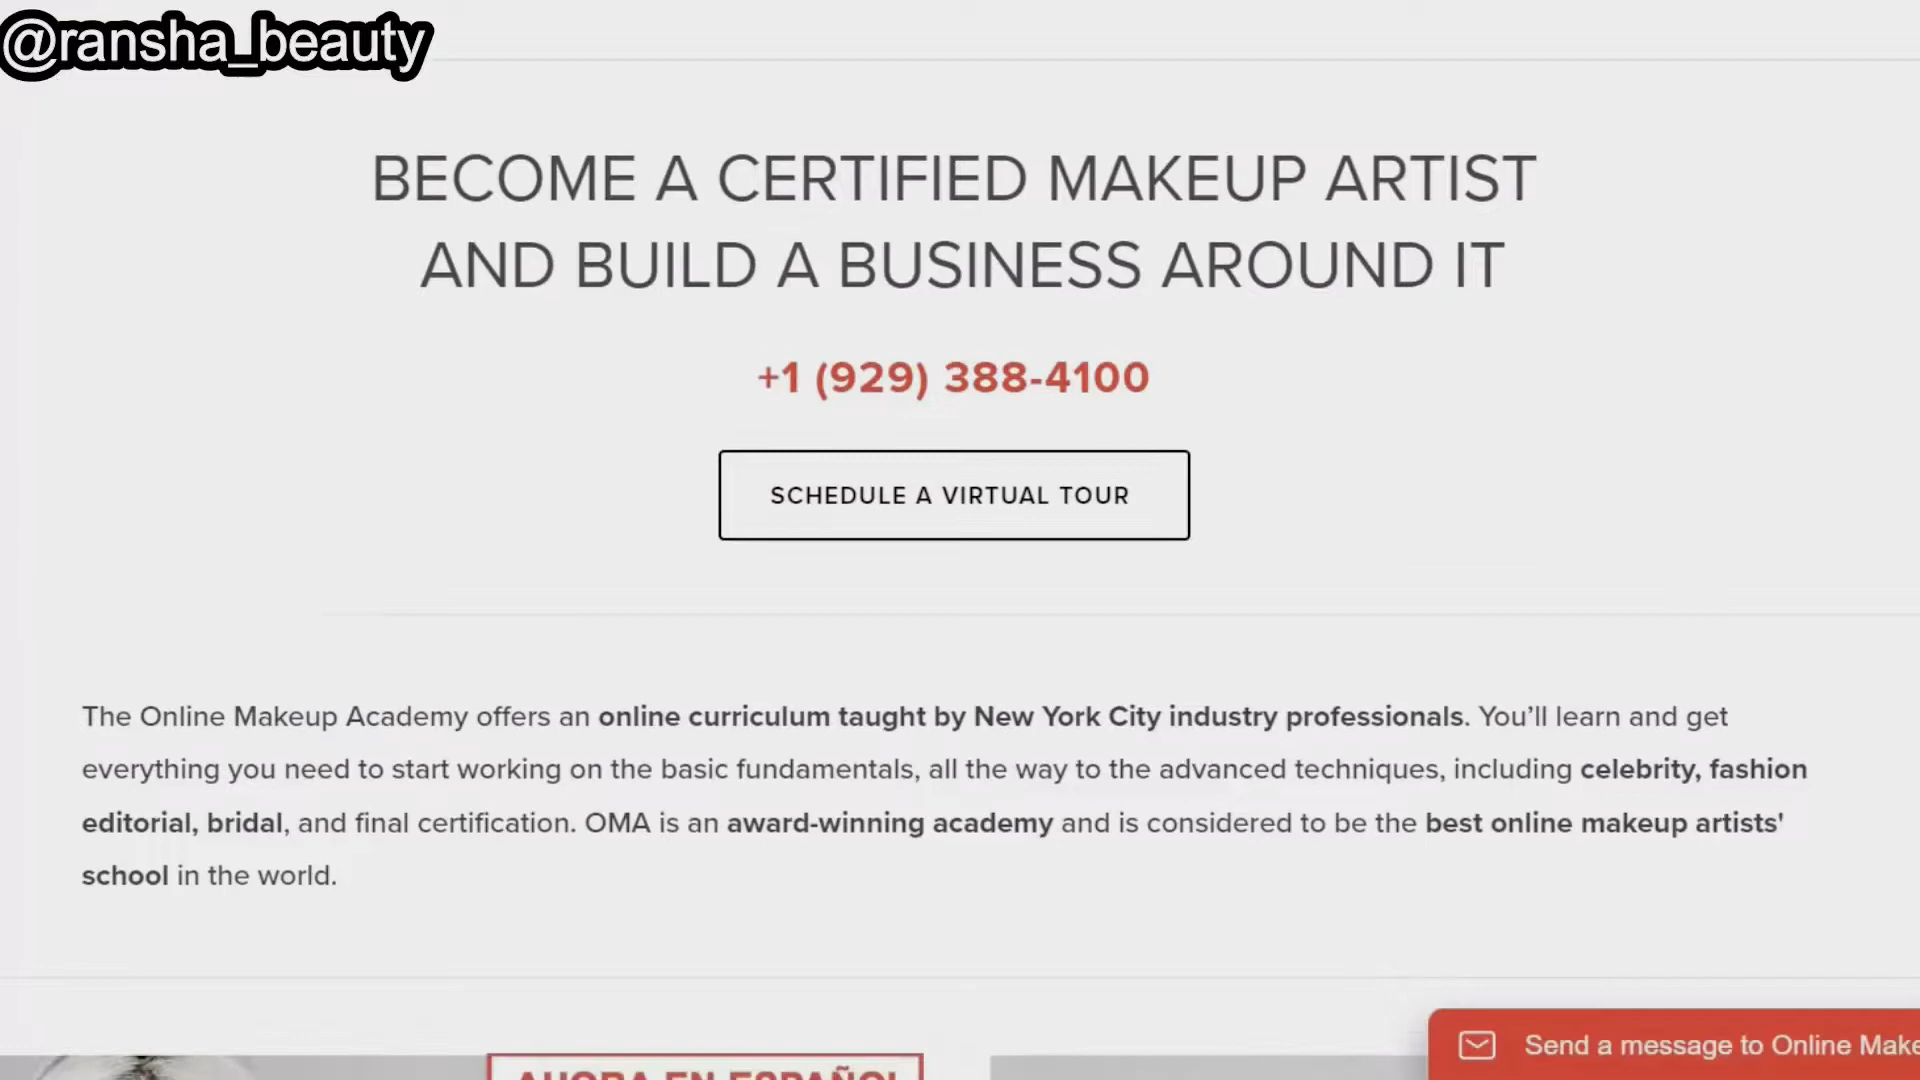 @ransha_beauty
BECOME A CERTIFIED MAKEUP ARTIST
AND BUILD A BUSINESS AROUND IT
+1 (929) 388-4100
SCHEDULE A VIRTUAL TOUR
The Online Makeup Academy offers an online curriculum taught by New York City industry professionals. You’ll learn and get
everything you need to start working on the basic fundamentals, all the way to the advanced techniques, including celebrity, fashion
editorial, bridal, and final certification. OMA is an award-winning academy and is considered to be the best online makeup artists'
school in the world.
AHORA EN ESPAÑOL
Send a message to Online Make